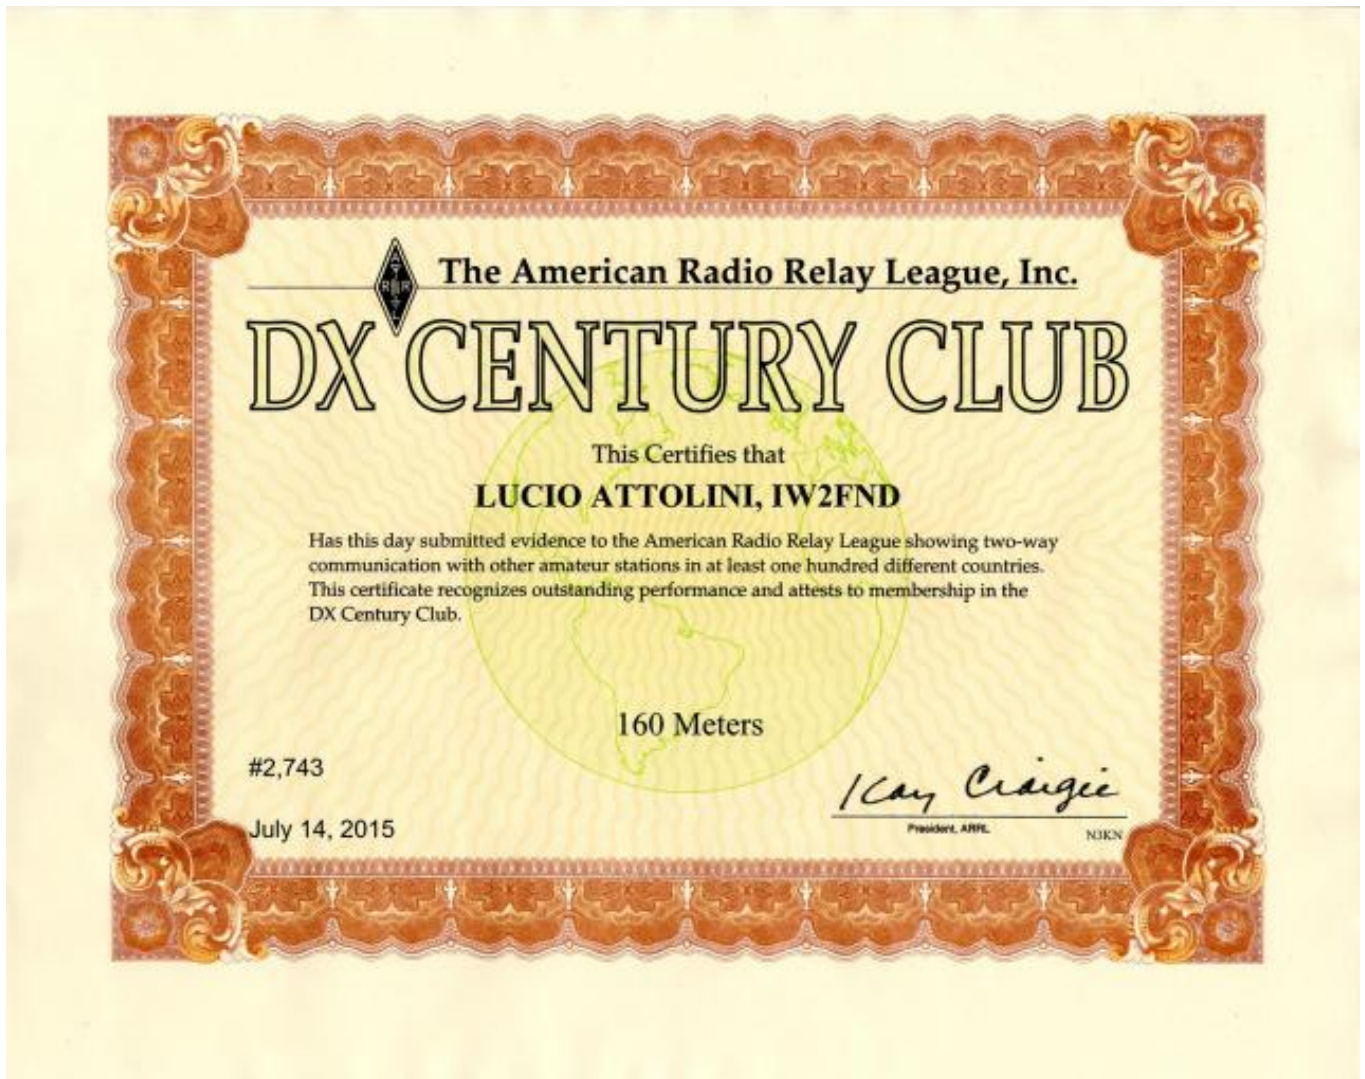 The American Radio Relay League, Inc.
DX CENTURY CLUB
This Certifies that
LUCIO ATTOLINI, IW2FND
Has this day submitted evidence to the American Radio Relay League showing two-way
communication with other amateur stations in at least one hundred different countries.
This certificate recognizes outstanding performance and attests to membership in the
DX Century Club.
160 Meters
#2,743
Kay Craigie
July 14, 2015
President, ARRL
N3KN